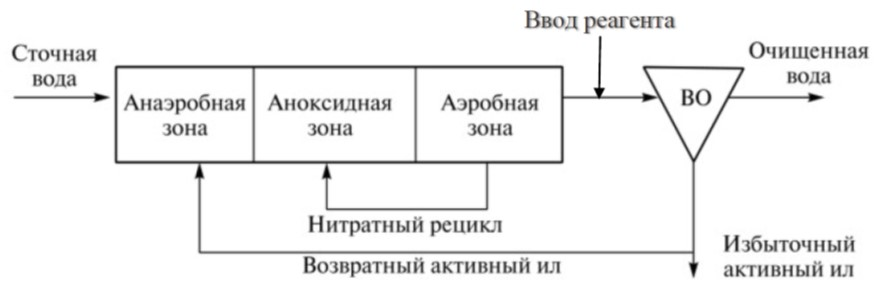 Ввод реагента
Сточная
вода
Очищенная
вода
Анаэробная
зона
Аноксидная
зона
Аэробная
зона
ВО
Нитратный рецикл
Возвратный активный ил
Избыточный
активный ил